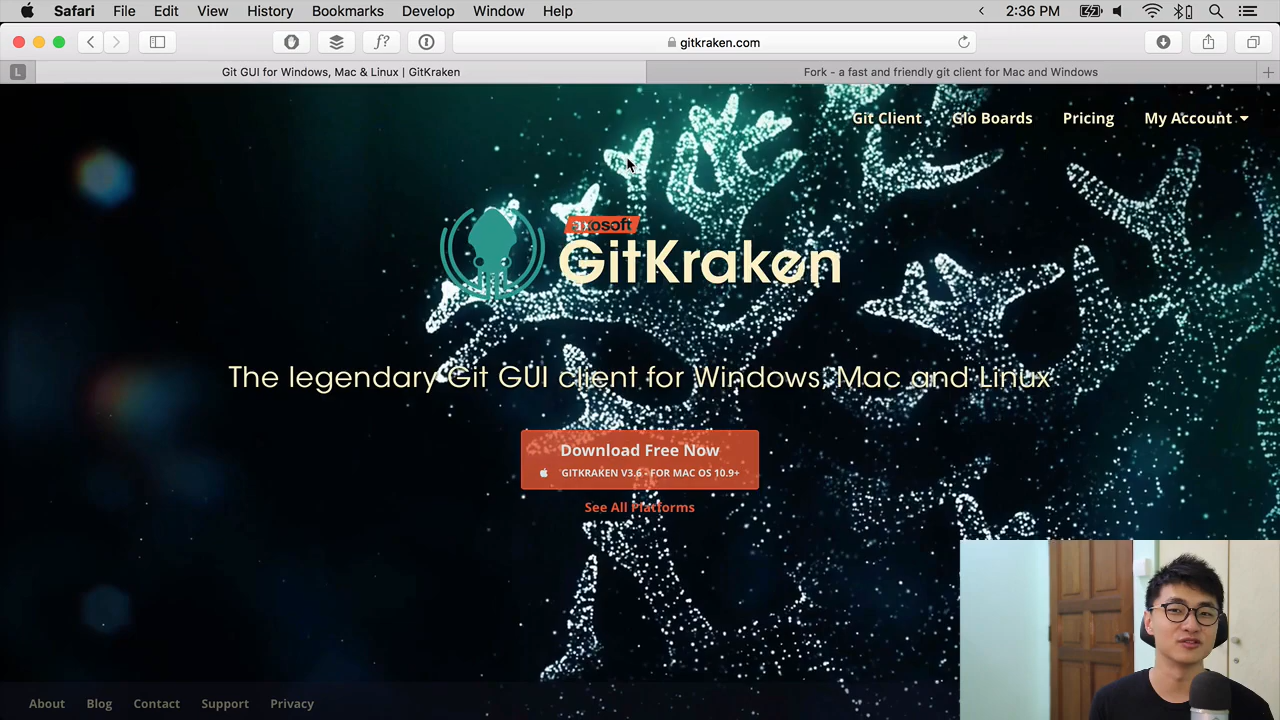 Safari File Edit View History Bookmarks Develop Window Help 2:36 PM
f? gitkraken.com
L Git GUI for Windows, Mac & Linux | GitKraken Fork - a fast and friendly git client for Mac and Windows
Git Client Glo Boards Pricing My Account
axosoft
GitKraken
The legendary Git GUI client for Windows, Mac and Linux
Download Free Now
GITKRAKEN V3.6 - FOR MAC OS 10.9+
See All Platforms
About Blog Contact Support Privacy